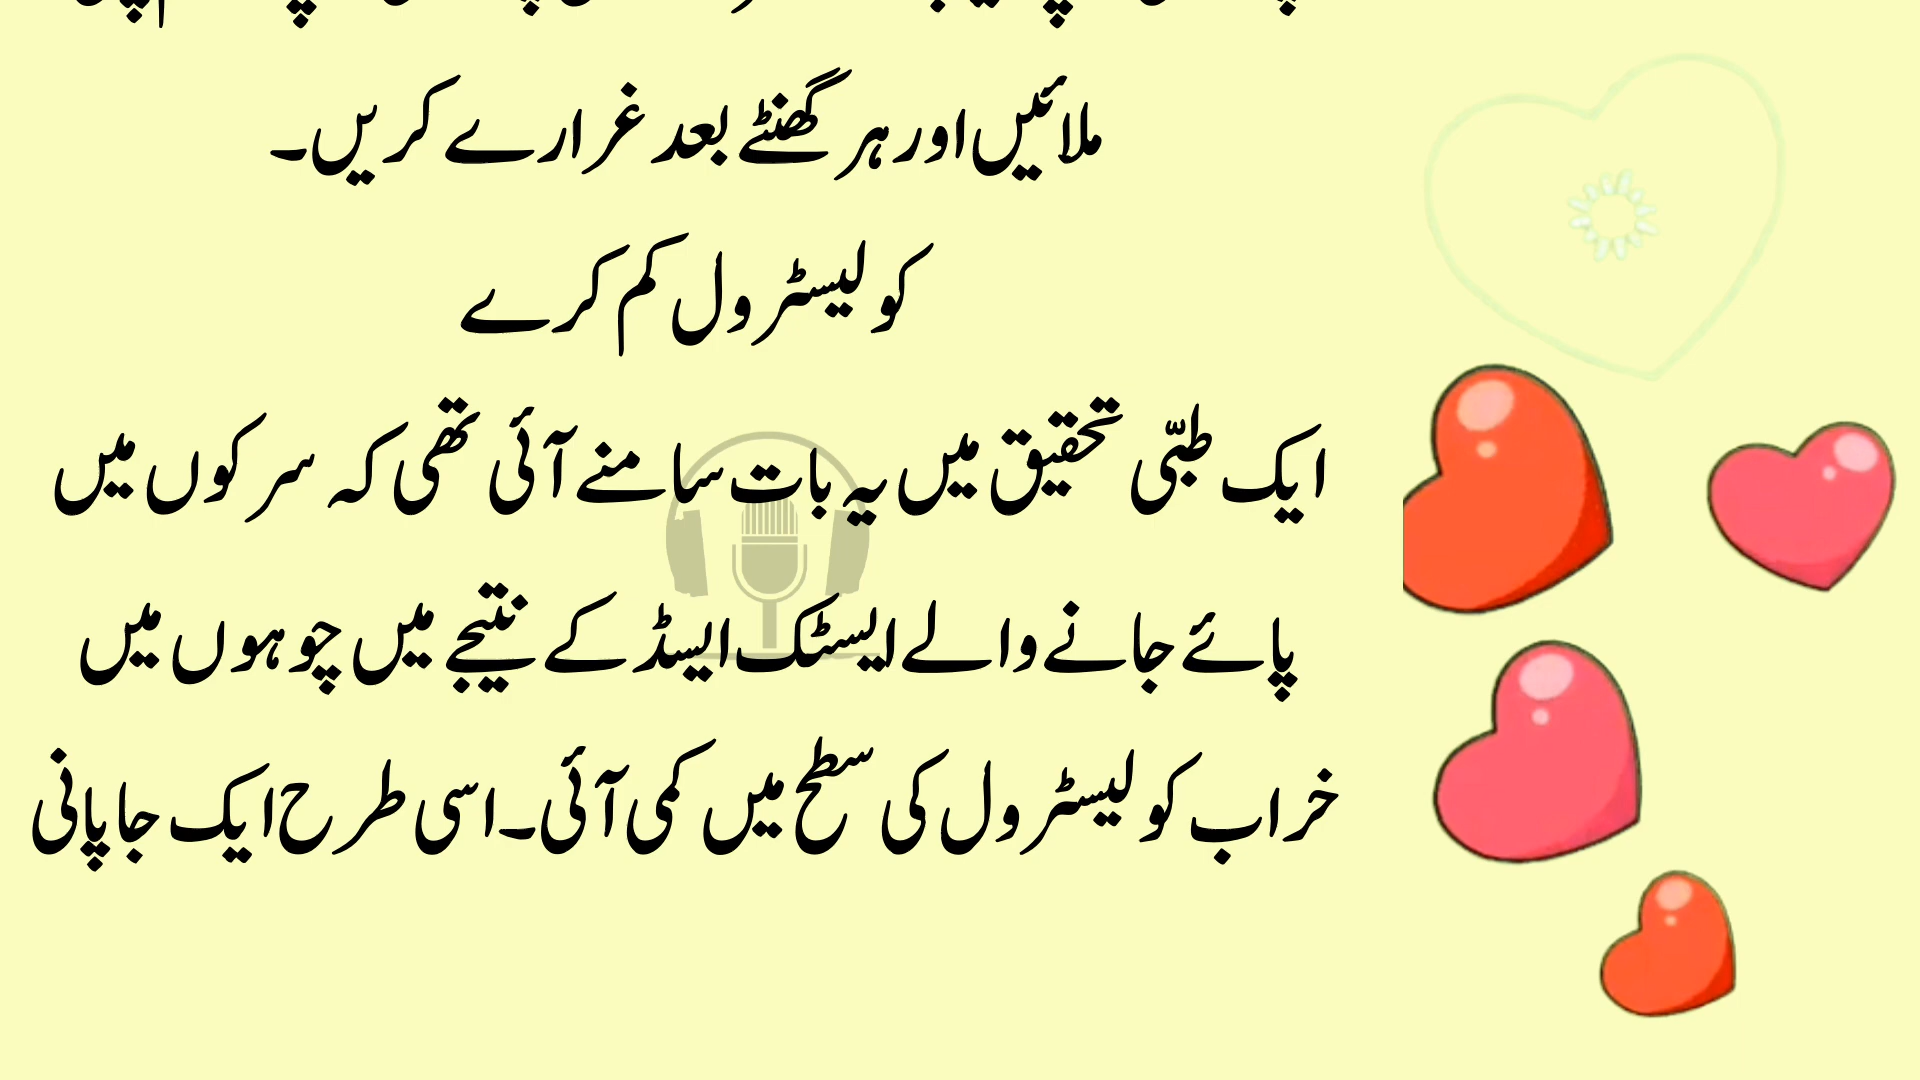 ملائیں اور ہر گھنٹے بعد غرارے کریں۔
کولیسٹرول کم کرے
ایک طبّی تحقیق میں یہ بات سامنے آئی تھی کہ سرکوں میں
پائے جانے والے ایسٹک ایسڈ کے نتیجے میں چوہوں میں
خراب کولیسٹرول کی سطح میں کمی آئی۔ اسی طرح ایک جاپانی